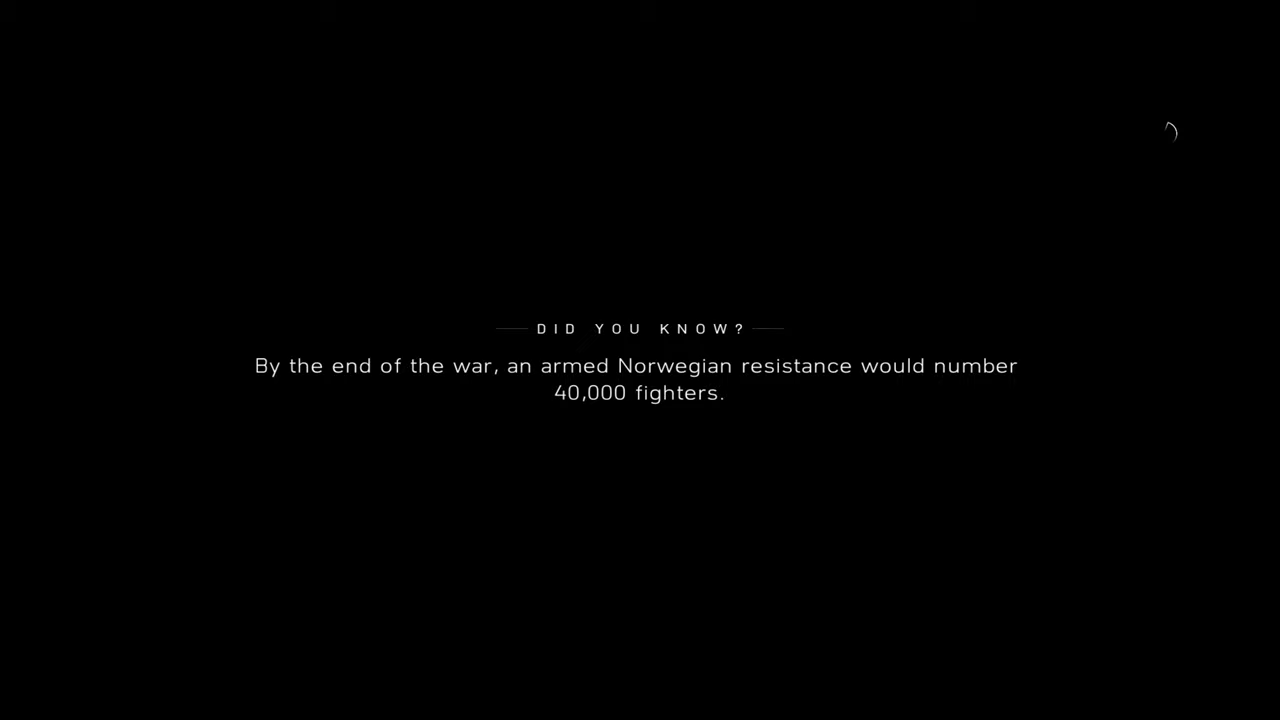 DID YOU KNOW?
By the end of the war, an armed Norwegian resistance would number
40,000 fighters.